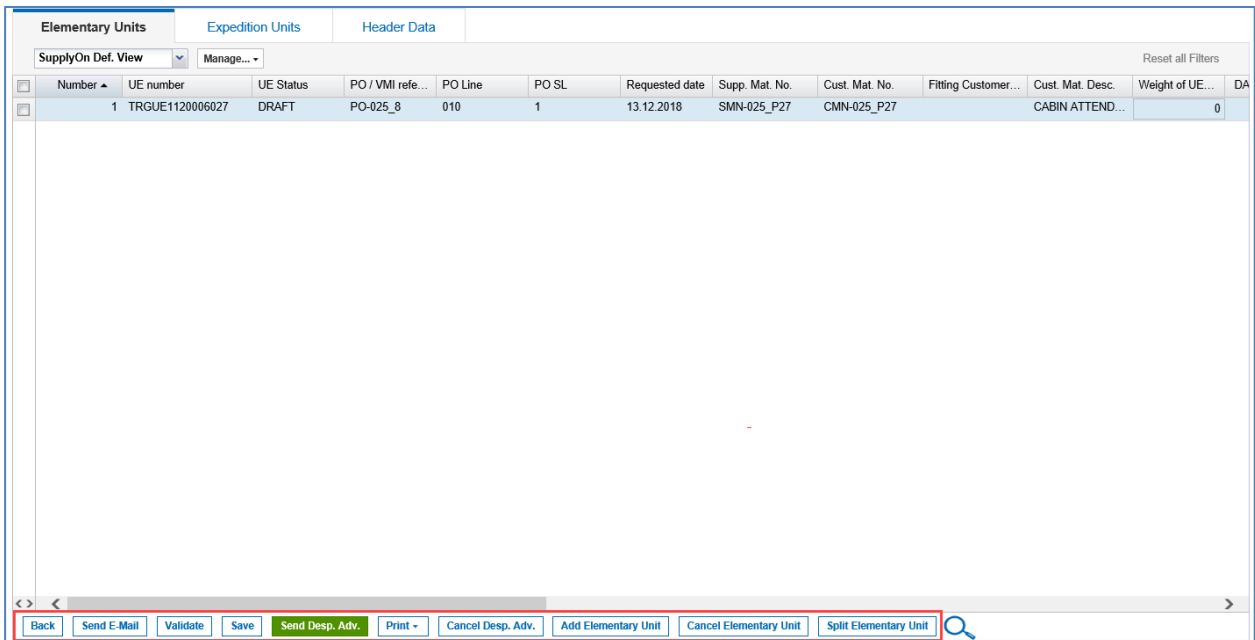 Elementary Units Expedition Units Header Data
SupplyOn Def. View Manage... Reset all Filters
Number UE number UE Status PO / VMI refe... PO Line PO SL Requested date Supp. Mat. No. Cust. Mat. No. Fitting Customer... Cust. Mat. Desc. Weight of UE... DA
1 TRGUE1120006027 DRAFT PO-025_8 010 1 13.12.2018 SMN-025_P27 CMN-025_P27 CABIN ATTEND... 0
Back Send E-Mail Validate Save Send Desp. Adv. Print Cancel Desp. Adv. Add Elementary Unit Cancel Elementary Unit Split Elementary Unit